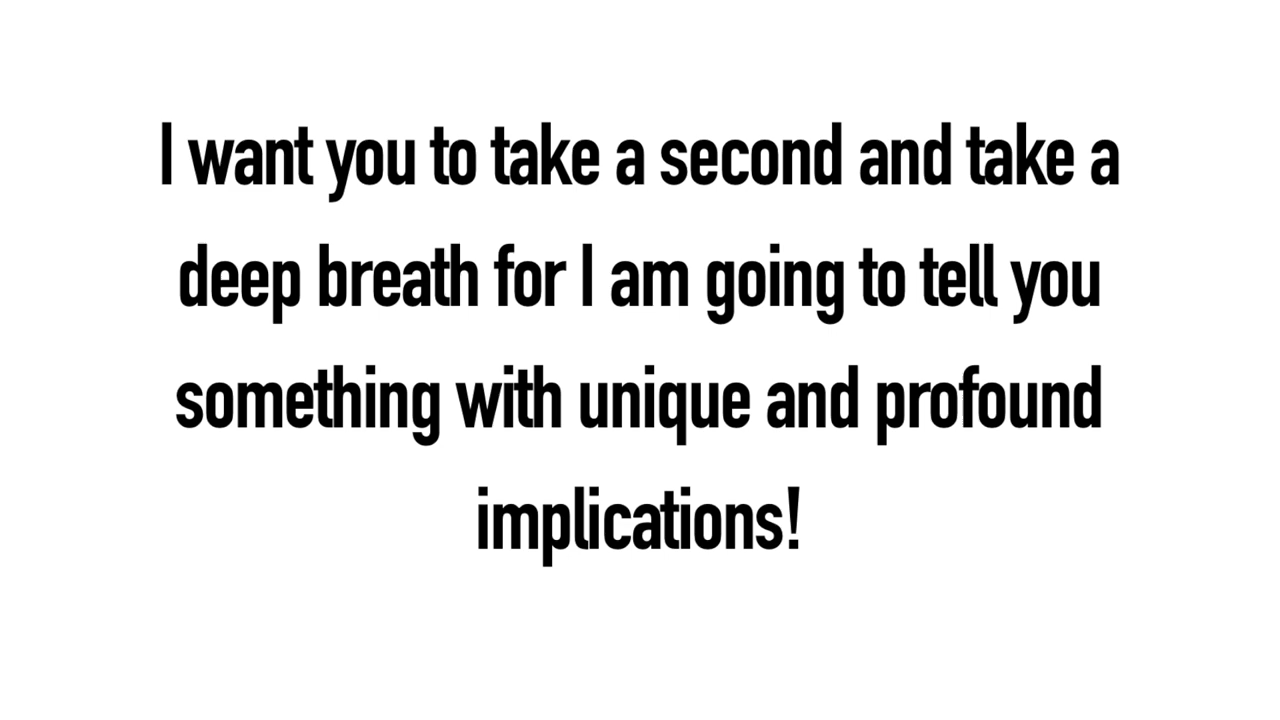 I want you to take a second and take a
deep breath for I am going to tell you
something with unique and profound
implications!